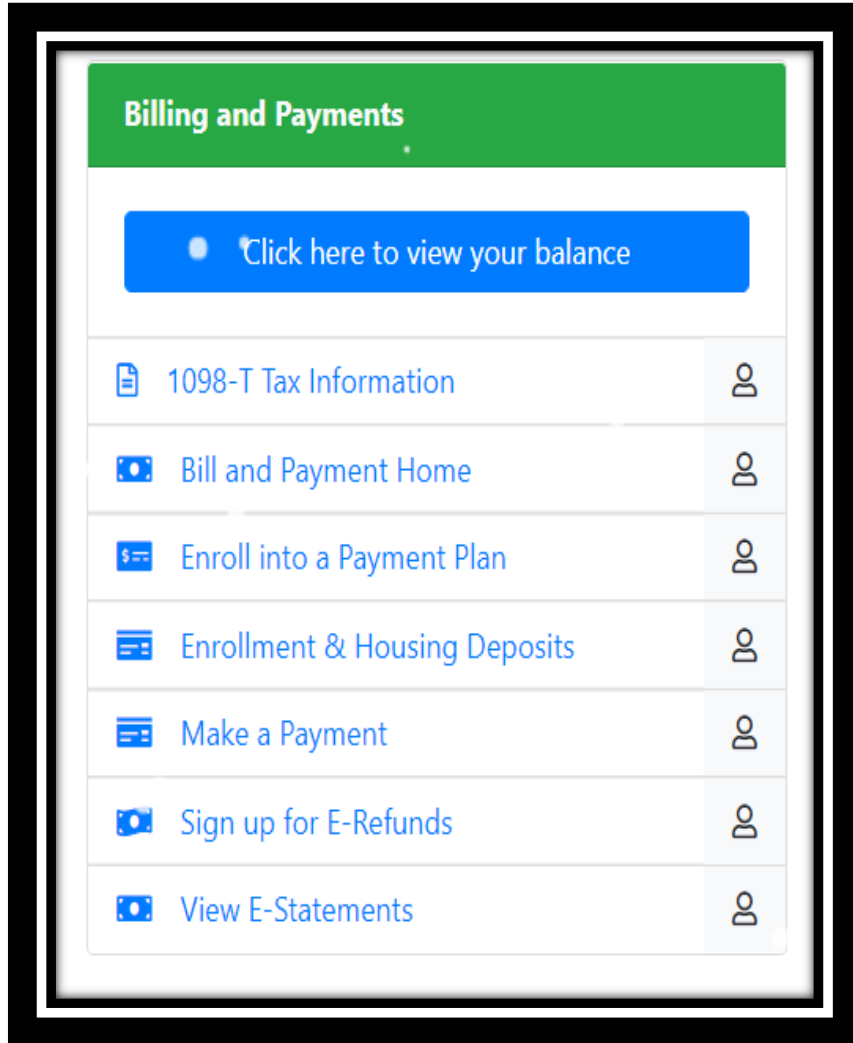 Billing and Payments
Click here to view your balance
1098-T Tax Information
Bill and Payment Home
Enroll into a Payment Plan
Enrollment & Housing Deposits
Make a Payment
Sign up for E-Refunds
View E-Statements